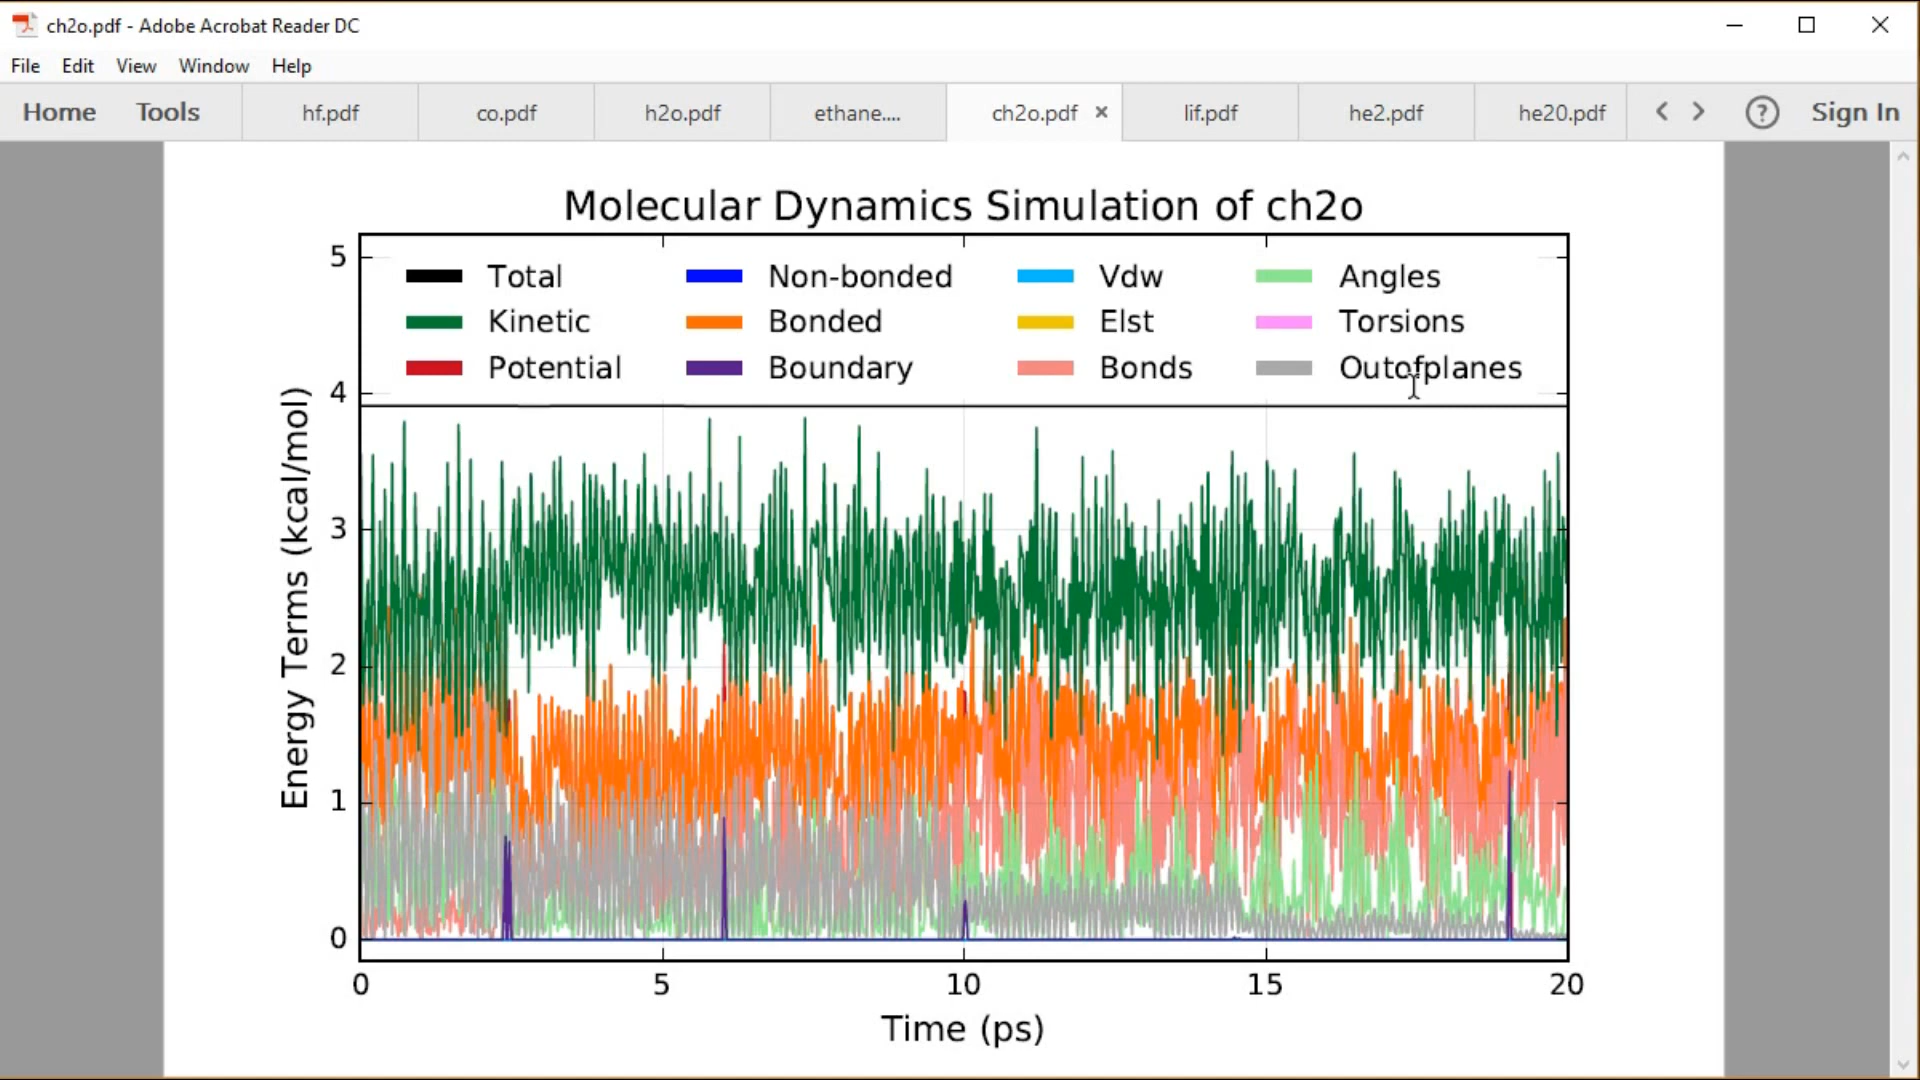 ch2o.pdf - Adobe Acrobat Reader DC
File Edit View Window Help
Home Tools hf.pdf co.pdf h2o.pdf ethane.... ch2o.pdf × lif.pdf he2.pdf he20.pdf ? Sign In
Molecular Dynamics Simulation of ch2o
Total Non-bonded Vdw Angles
Kinetic Bonded Elst Torsions
Potential Boundary Bonds Outofplanes
5
4
3
2
1
0
Energy Terms (kcal/mol)
0 5 10 15 20
Time (ps)